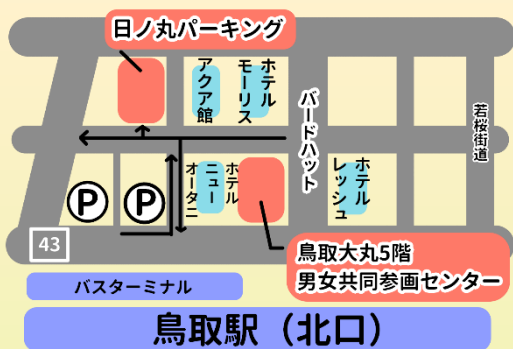 日ノ丸パーキング
アクア館
ホテル
モーリス
バードハット
若桜街道
P
P
ホテル
ニュー
オータニ
ホテル
レッシュ
43
鳥取大丸5階
男女共同参画センター
バスターミナル
鳥取駅(北口)